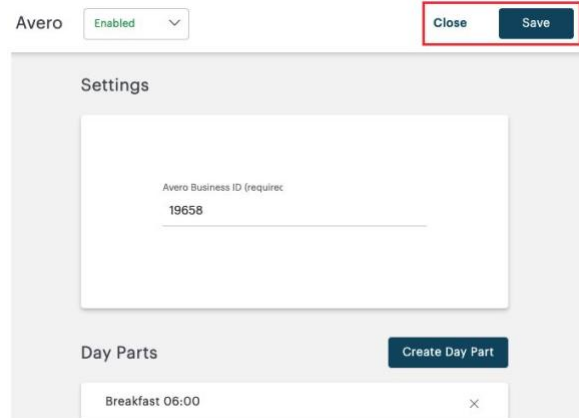 Avero Enabled Close Save
Settings
Avero Business ID (requirec
19658
Day Parts Create Day Part
Breakfast 06:00